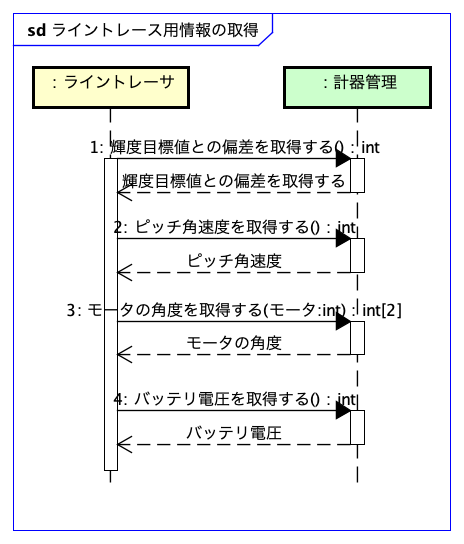 sd ライントレース用情報の取得
: ライントレーサ
: 計器管理
1: 輝度目標値との偏差を取得する() : int
輝度目標値との偏差を取得する
2: ピッチ角速度を取得する() : int
ピッチ角速度
3: モータの角度を取得する(モータ:int) : int[2]
モータの角度
4: バッテリ電圧を取得する() : int
バッテリ電圧